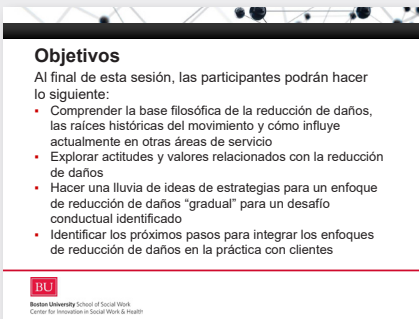 Objetivos
Al final de esta sesión, las participantes podrán hacer
lo siguiente:
▪ Comprender la base filosófica de la reducción de daños,
las raíces históricas del movimiento y cómo influye
actualmente en otras áreas de servicio
▪ Explorar actitudes y valores relacionados con la reducción
de daños
▪ Hacer una lluvia de ideas de estrategias para un enfoque
de reducción de daños “gradual” para un desafío
conductual identificado
▪ Identificar los próximos pasos para integrar los enfoques
de reducción de daños en la práctica con clientes
BU
Boston University School of Social Work
Center for Innovation in Social Work & Health